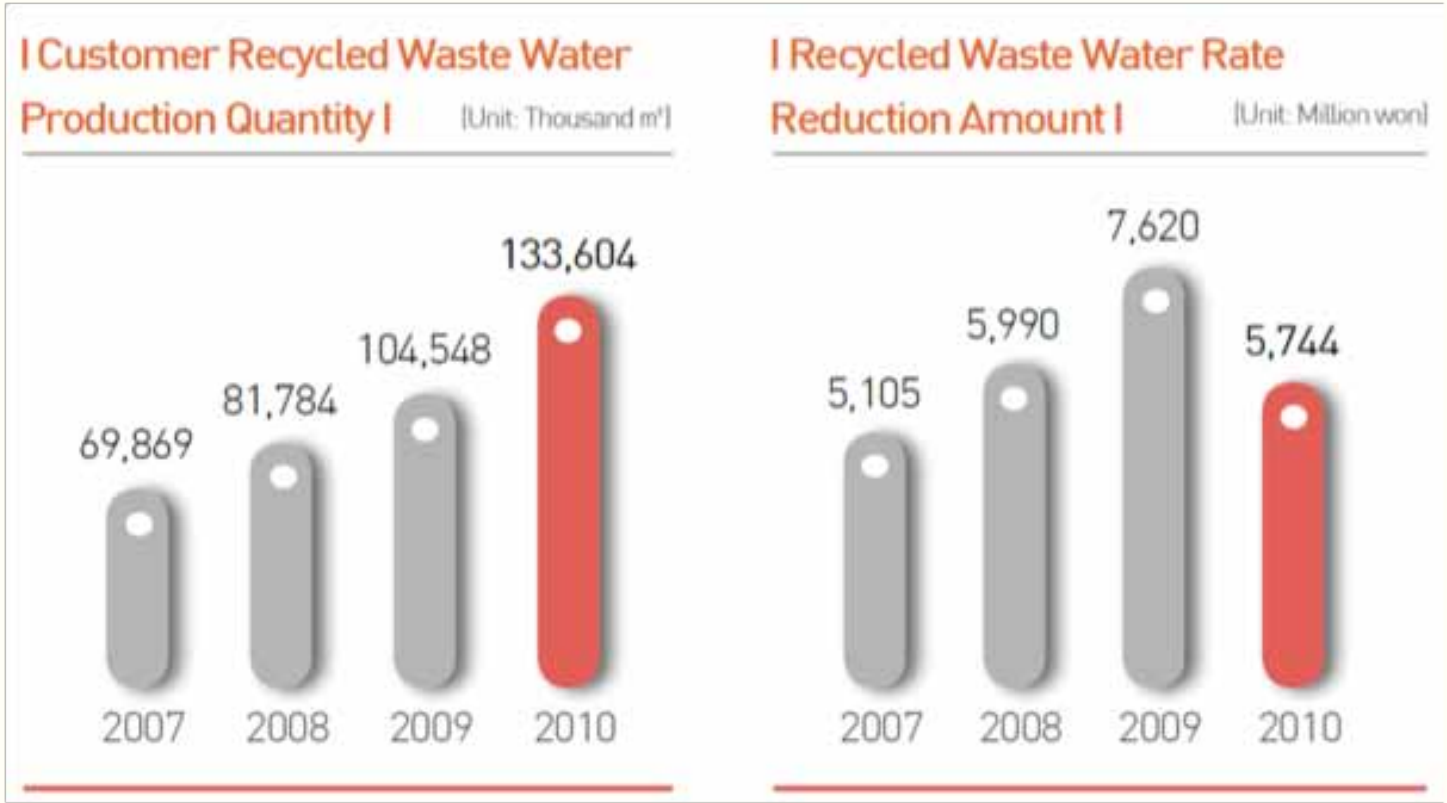 | Customer Recycled Waste Water
Production Quantity |
[Unit: Thousand m³]
133,604
104,548
81,784
69,869
2007 2008 2009 2010
| Recycled Waste Water Rate
Reduction Amount |
[Unit: Million won]
7,620
5,990
5,744
5,105
2007 2008 2009 2010